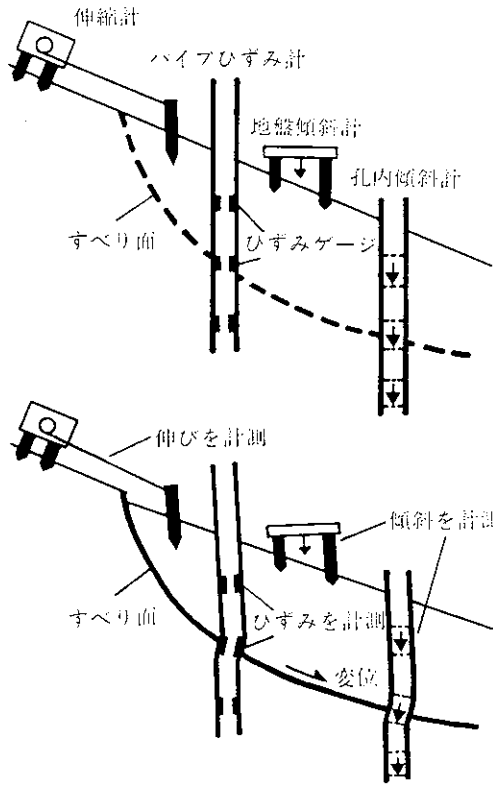 伸縮計
パイプひずみ計
地盤傾斜計
孔内傾斜計
すべり面
ひずみゲージ
伸びを計測
傾斜を計測
すべり面
ひずみを計測
変位